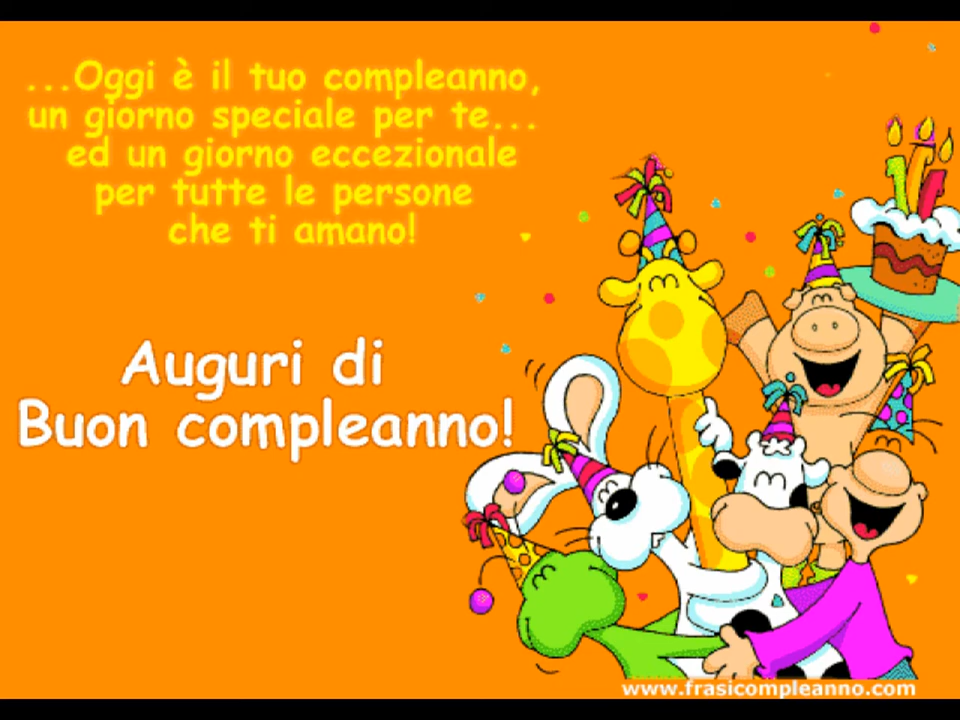 ...Oggi è il tuo compleanno,
un giorno speciale per te...
ed un giorno eccezionale
per tutte le persone
che ti amano!
Auguri di
Buon compleanno!
www.frasicompleanno.com